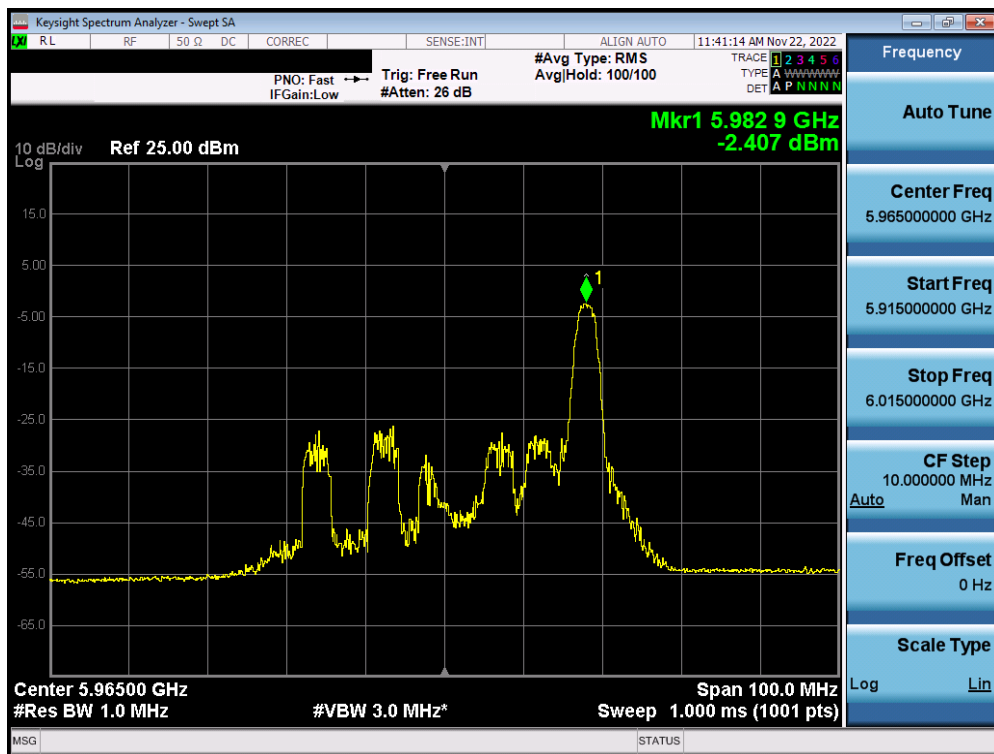 Keysight Spectrum Analyzer - Swept SA
LXI RL RF 50 Ω DC CORREC SENSE:INT ALIGN AUTO 11:41:14 AM Nov 22, 2022
PNO: Fast
IFGain:Low
Trig: Free Run
#Atten: 26 dB
#Avg Type: RMS
Avg|Hold: 100/100
TRACE 1 2 3 4 5 6
TYPE A WWWWW
DET A P N N N N
Mkr1 5.982 9 GHz
-2.407 dBm
10 dB/div Ref 25.00 dBm
Log
15.0
5.00
-5.00
-15.0
-25.0
-35.0
-45.0
-55.0
-65.0
1
Center 5.96500 GHz Span 100.0 MHz
#Res BW 1.0 MHz #VBW 3.0 MHz* Sweep 1.000 ms (1001 pts)
MSG STATUS
Frequency
Auto Tune
Center Freq
5.965000000 GHz
Start Freq
5.915000000 GHz
Stop Freq
6.015000000 GHz
CF Step
10.000000 MHz
Auto Man
Freq Offset
0 Hz
Scale Type
Log Lin